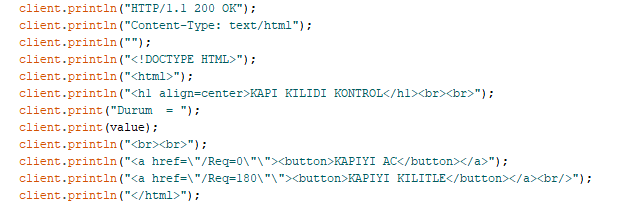 client.println("HTTP/1.1 200 OK");
client.println("Content-Type: text/html");
client.println("");
client.println("<!DOCTYPE HTML>");
client.println("<html>");
client.println("<h1 align=center>KAPI KILIDI KONTROL</h1><br><br>");
client.print("Durum  = ");
client.print(value);
client.println("<br><br>");
client.println("<a href=\"/Req=0\"\"><button>KAPIYI AC</button></a>");
client.println("<a href=\"/Req=180\"\"><button>KAPIYI KILITLE</button></a><br/>");
client.println("</html>");